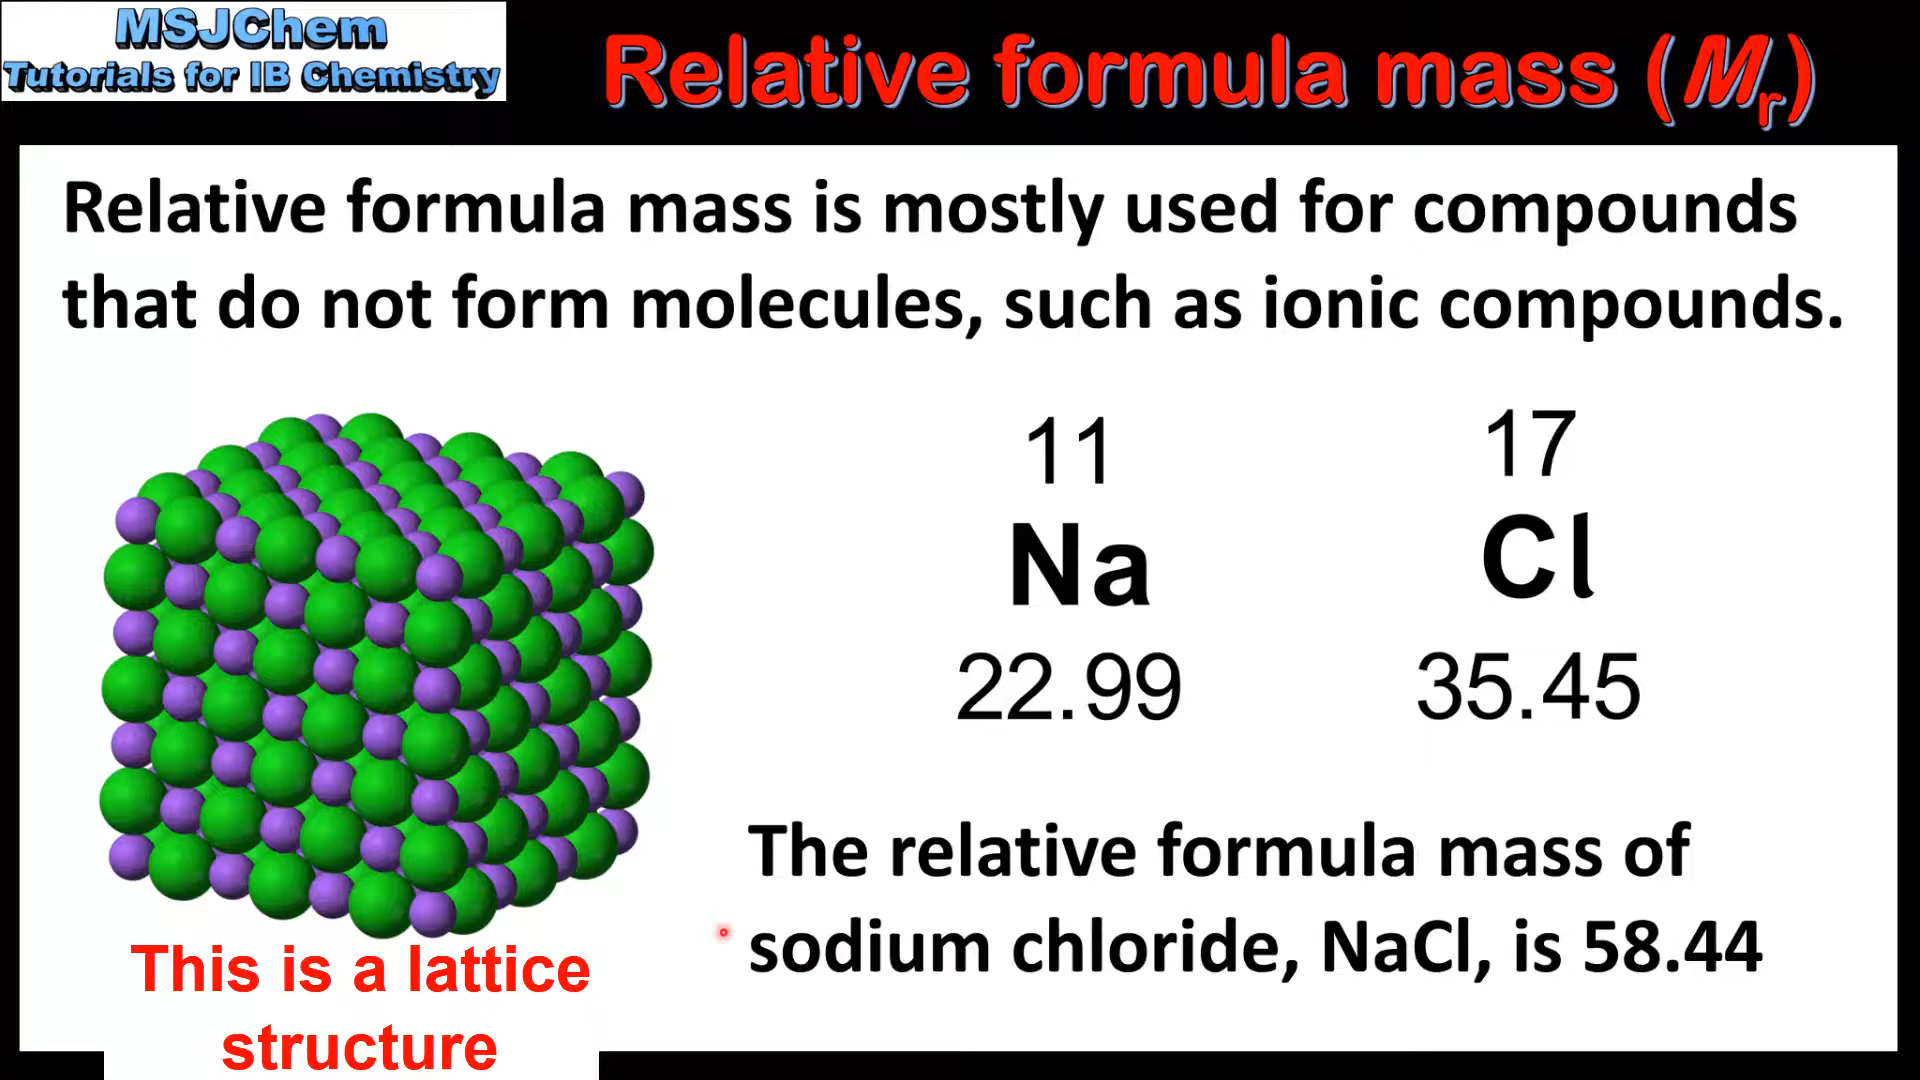 MSJChem
Tutorials for IB Chemistry
Relative formula mass (Mr)
Relative formula mass is mostly used for compounds
that do not form molecules, such as ionic compounds.
11
Na
22.99
17
Cl
35.45
The relative formula mass of
sodium chloride, NaCl, is 58.44
This is a lattice
structure